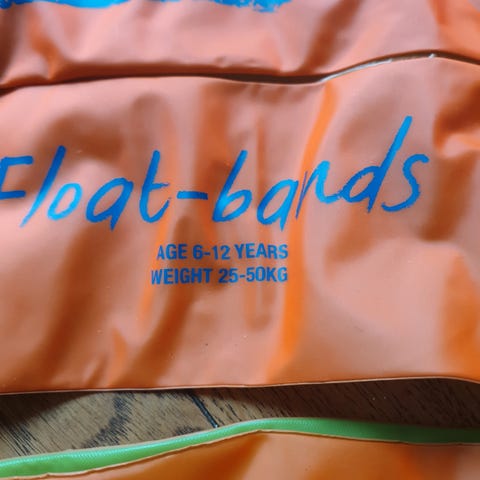 Float-bands
AGE 6-12 YEARS
WEIGHT 25-50KG